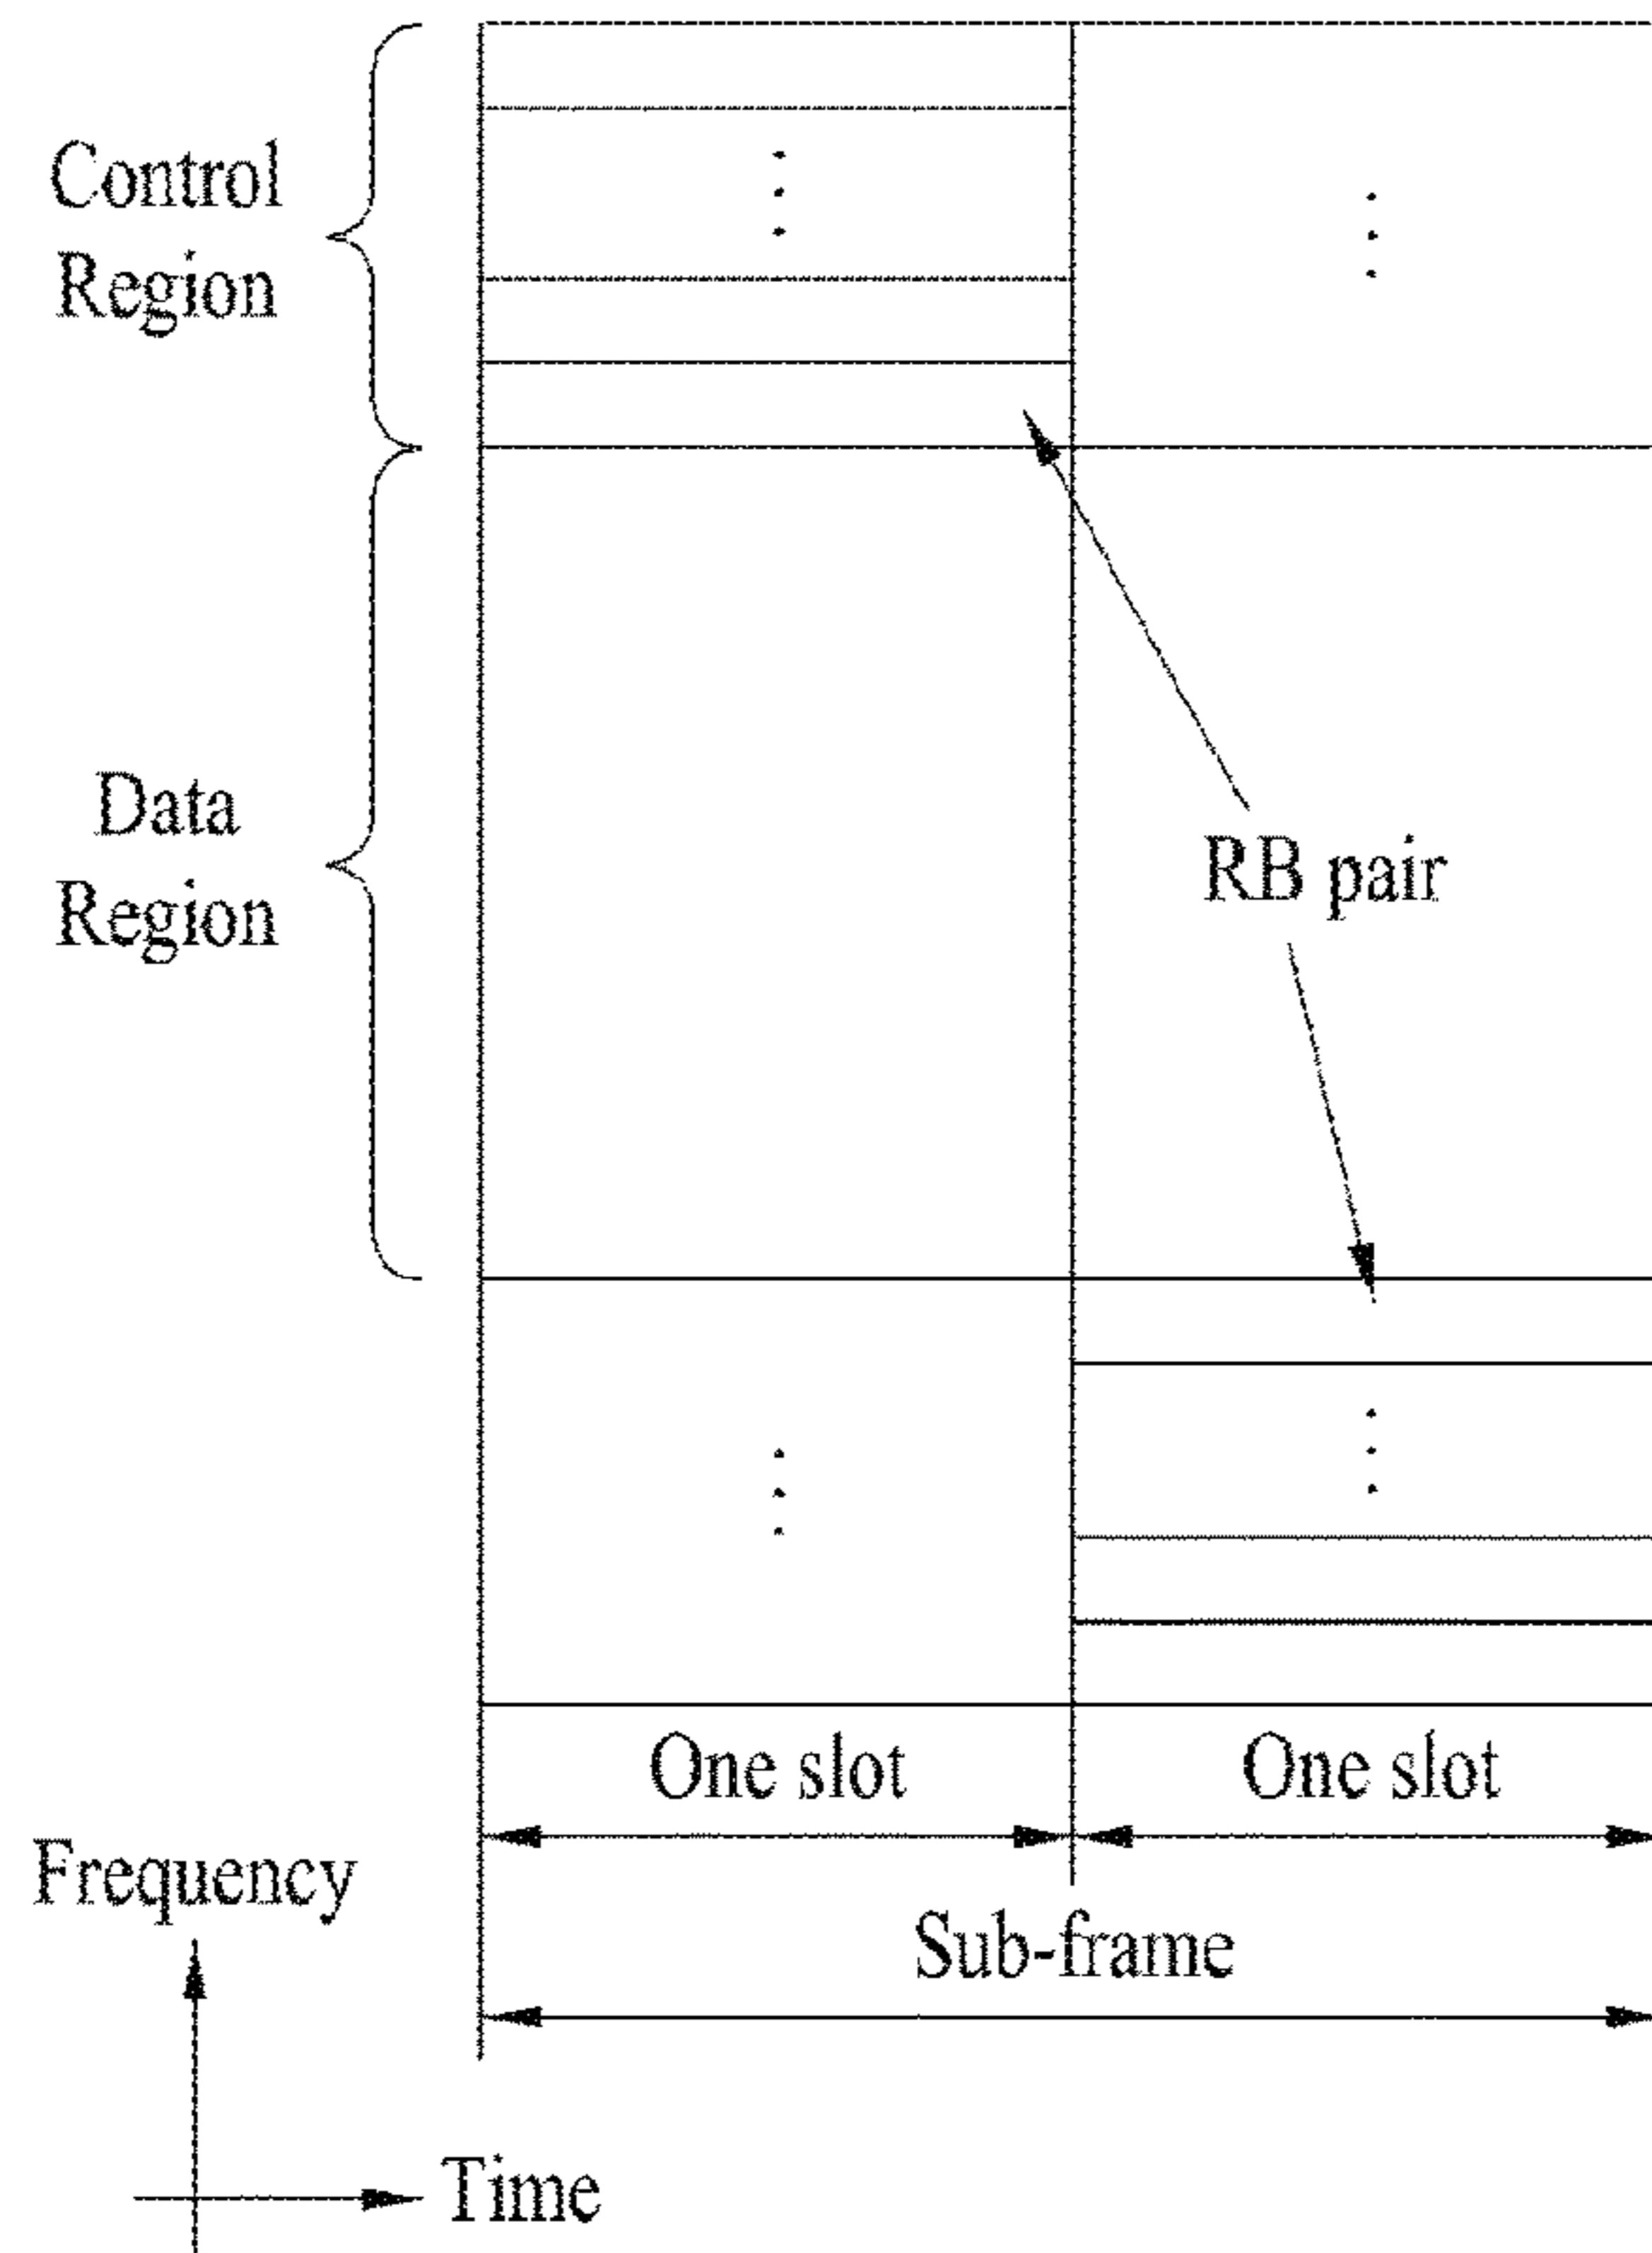 Control
Region
Data
Region
RB pair
One slot
One slot
Frequency
Sub-frame
Time